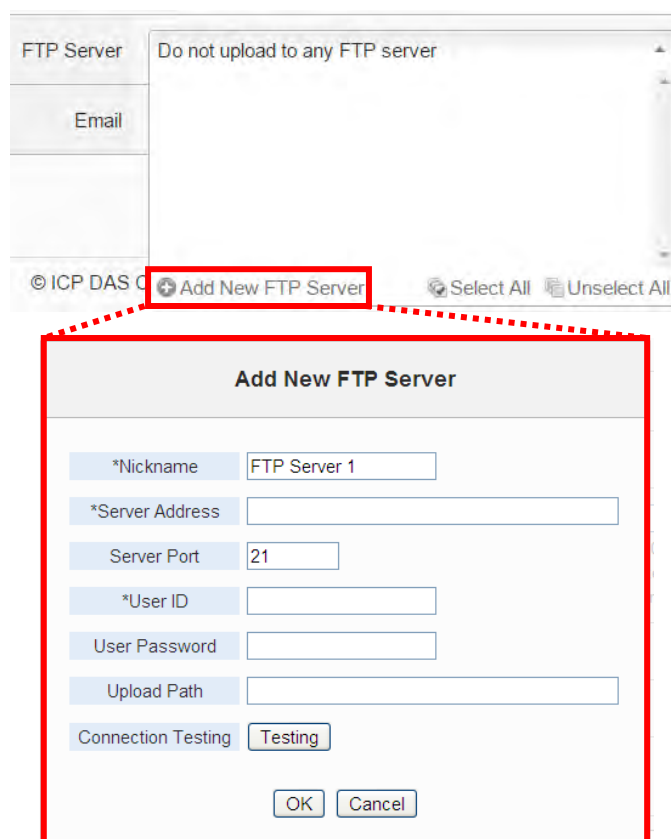 FTP Server Do not upload to any FTP server
Email
© ICP DAS
Add New FTP Server Select All Unselect All
Add New FTP Server
*Nickname FTP Server 1
*Server Address
Server Port 21
*User ID
User Password
Upload Path
Connection Testing Testing
OK Cancel